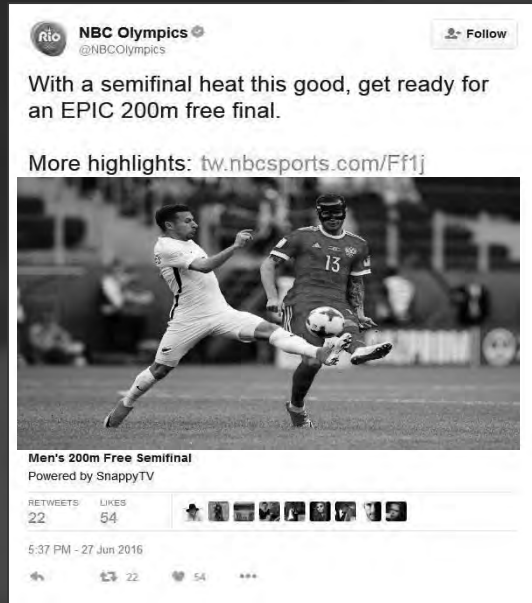 Rio
NBC Olympics
@NBCOlympics
Follow
With a semifinal heat this good, get ready for
an EPIC 200m free final.
More highlights: tw.nbcsports.com/Ff1j
13
Men's 200m Free Semifinal
Powered by SnappyTV
RETWEETS LIKES
22 54
5:37 PM - 27 Jun 2016
22 54